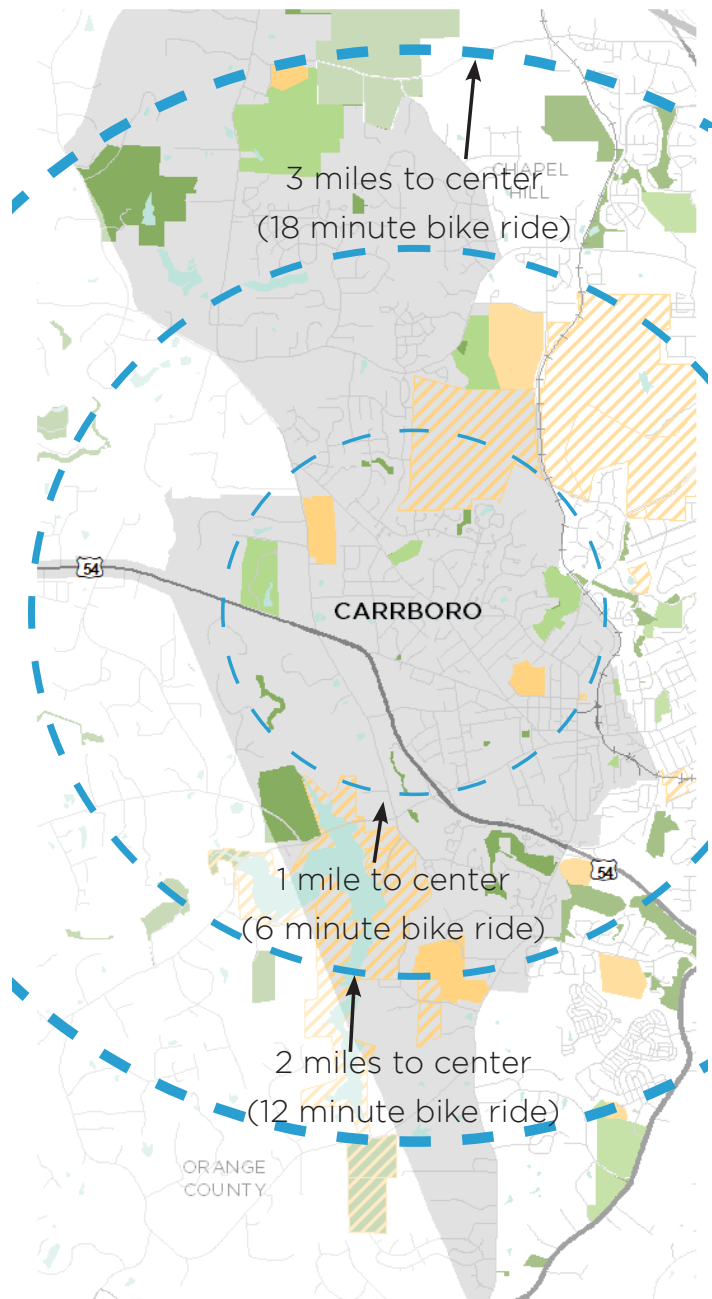 CHAPEL
HILL
3 miles to center
(18 minute bike ride)
54
CARRBORO
1 mile to center
(6 minute bike ride)
54
2 miles to center
(12 minute bike ride)
ORANGE
COUNTY